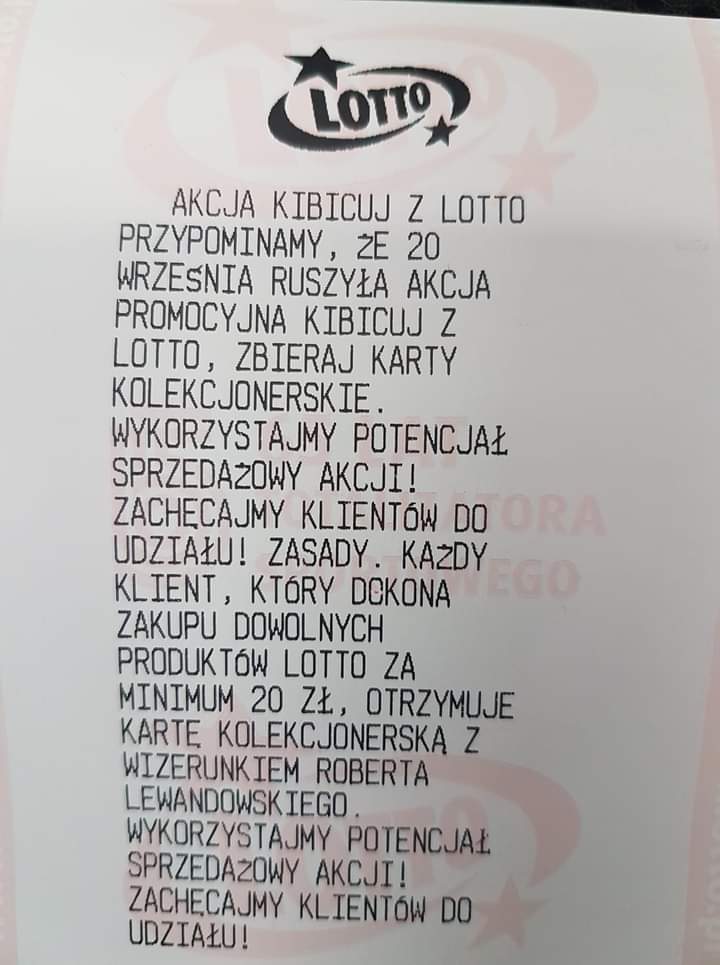 LOTTO
AKCJA KIBICUJ Z LOTTO
PRZYPOMINAMY, ŻE 20
WRZEŚNIA RUSZYŁA AKCJA
PROMOCYJNA KIBICUJ Z
LOTTO, ZBIERAJ KARTY
KOLEKCJONERSKIE.
WYKORZYSTAJMY POTENCJAŁ
SPRZEDAŻOWY AKCJI!
ZACHĘCAJMY KLIENTÓW DO
UDZIAŁU! ZASADY. KAŻDY
KLIENT, KTÓRY DOKONA
ZAKUPU DOWOLNYCH
PRODUKTÓW LOTTO ZA
MINIMUM 20 ZŁ, OTRZYMUJE
KARTĘ KOLEKCJONERSKĄ Z
WIZERUNKIEM ROBERTA
LEWANDOWSKIEGO.
WYKORZYSTAJMY POTENCJAŁ
SPRZEDAŻOWY AKCJI!
ZACHĘCAJMY KLIENTÓW DO
UDZIAŁU!